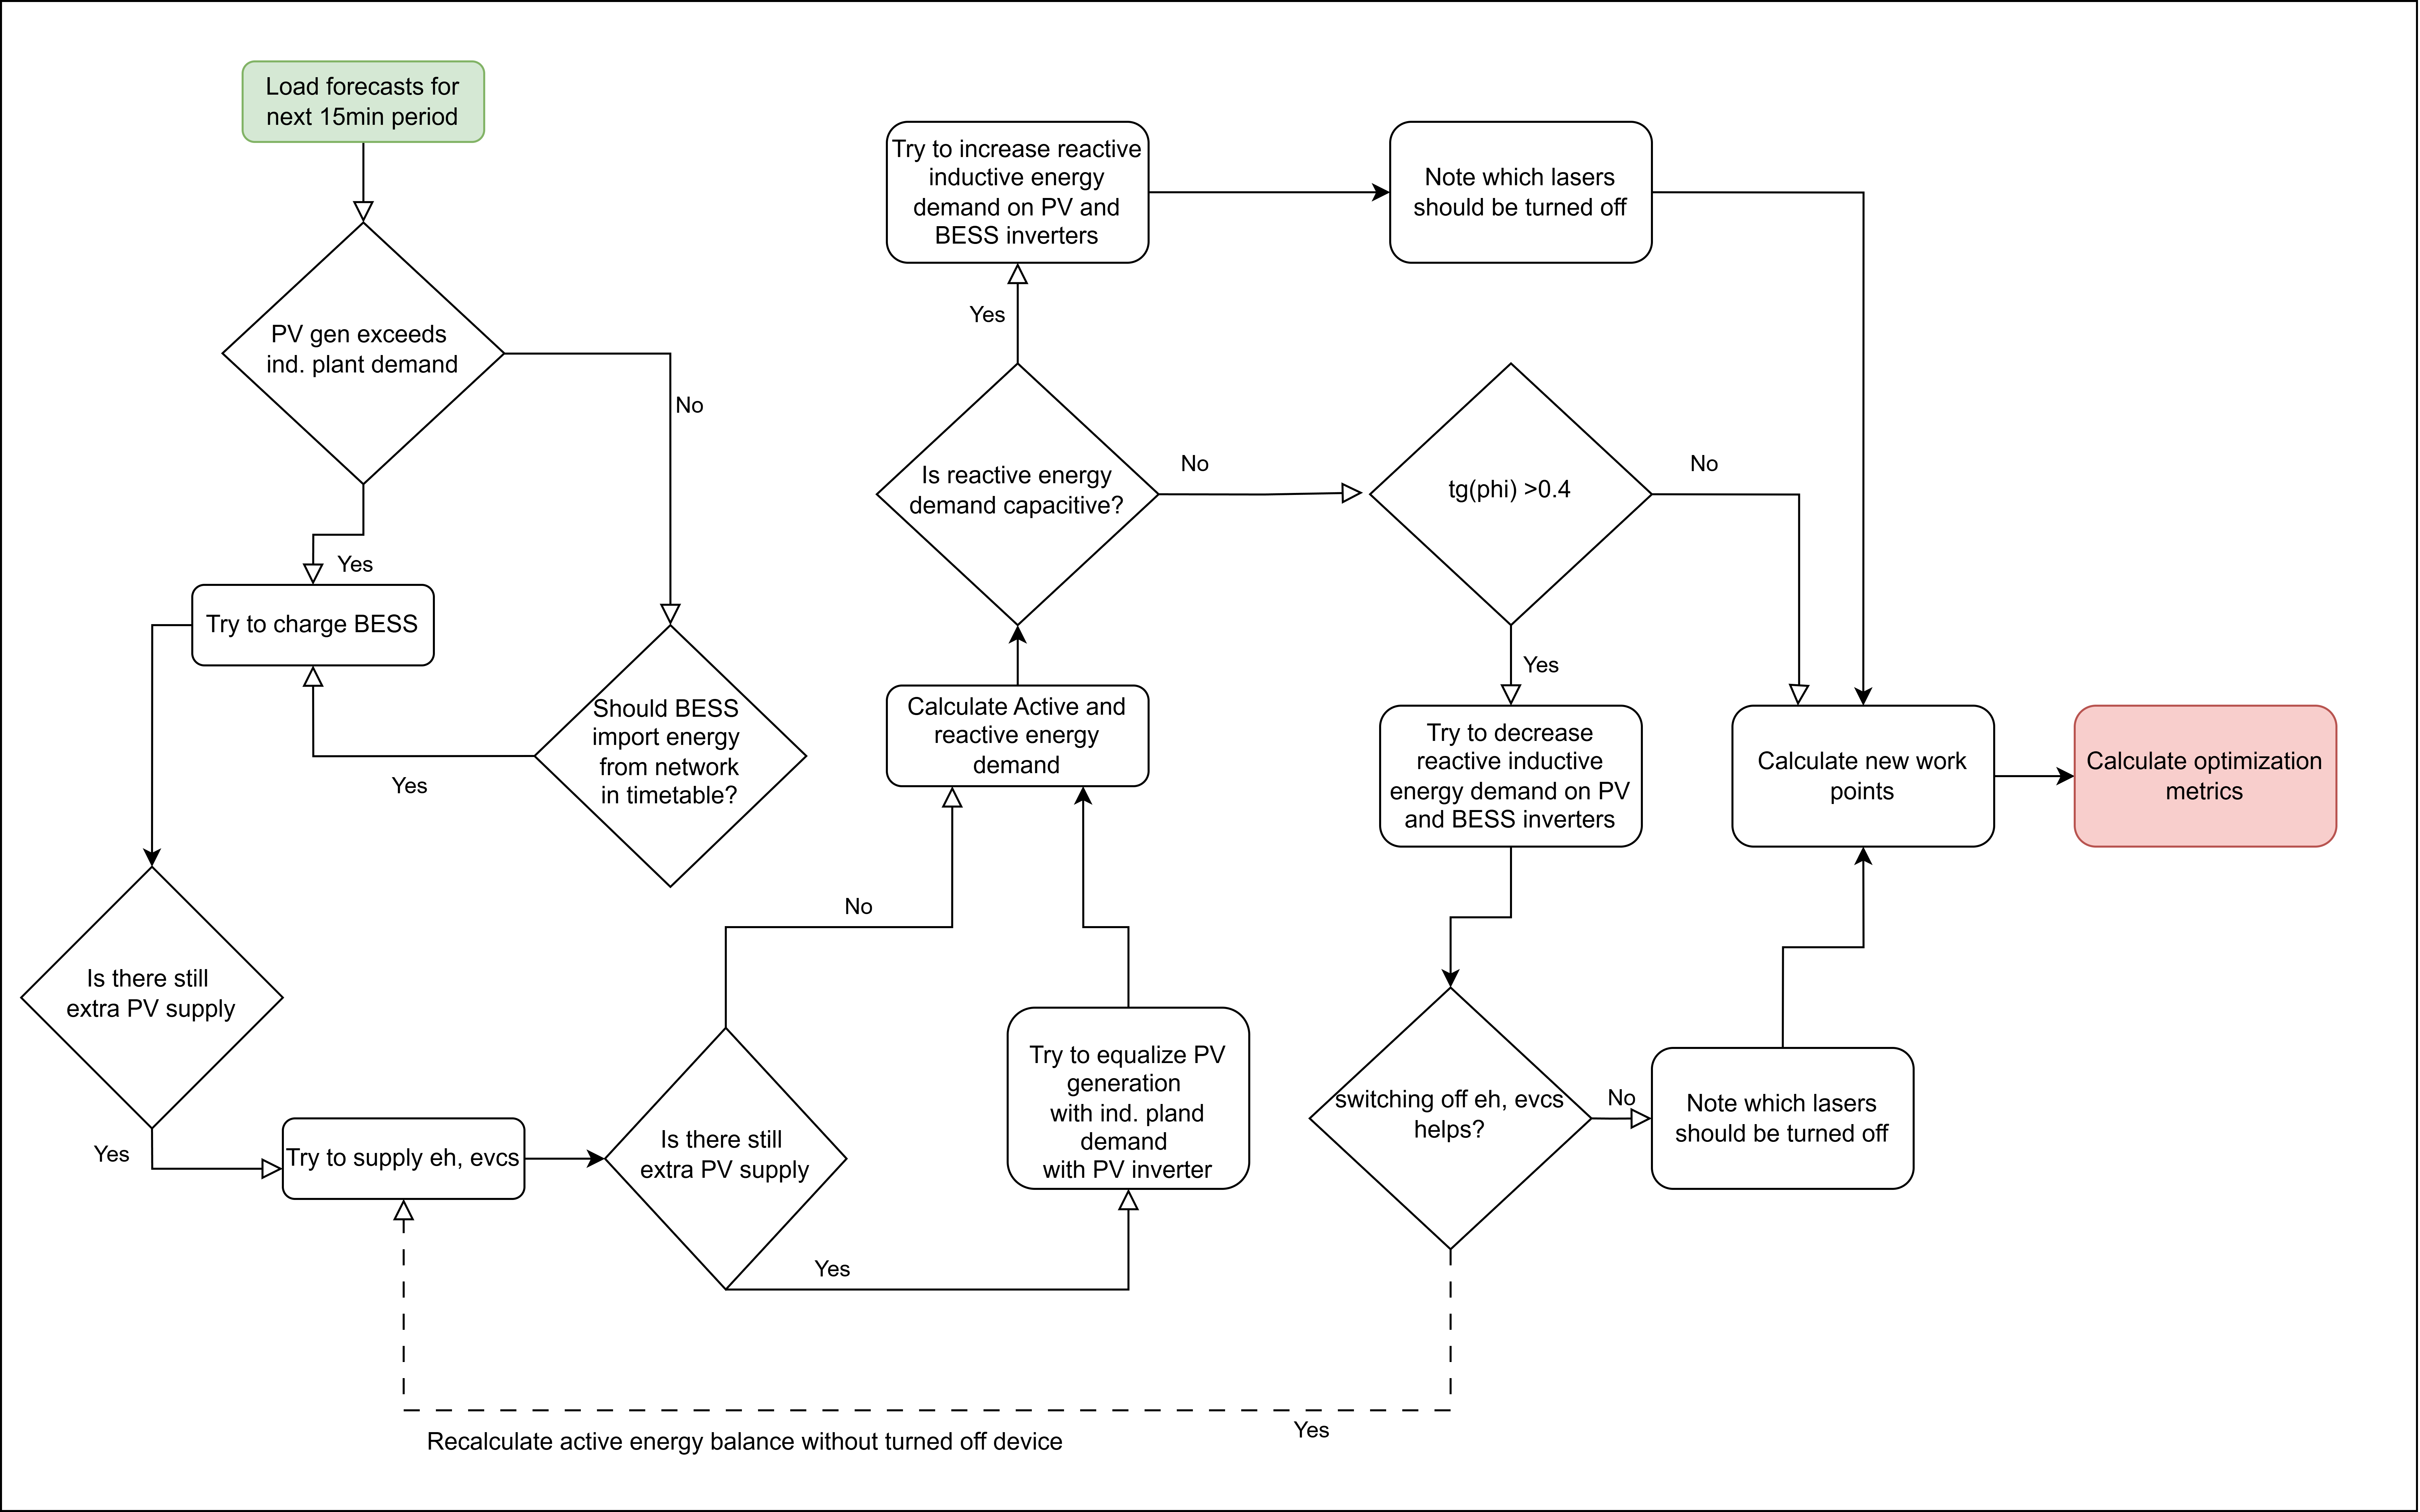 Load forecasts for
next 15min period
PV gen exceeds
ind. plant demand
No
Yes
Try to charge BESS
Should BESS
import energy
from network
in timetable?
Yes
Is there still
extra PV supply
Yes
Try to supply eh, evcs
Is there still
extra PV supply
No
Yes
Try to equalize PV
generation
with ind. pland
demand
with PV inverter
Calculate Active and
reactive energy
demand
Is reactive energy
demand capacitive?
Yes
Try to increase reactive
inductive energy
demand on PV and
BESS inverters
Note which lasers
should be turned off
No
tg(phi) >0.4
No
Yes
Try to decrease
reactive inductive
energy demand on PV
and BESS inverters
switching off eh, evcs
helps?
No
Note which lasers
should be turned off
Yes
Recalculate active energy balance without turned off device
Calculate new work
points
Calculate optimization
metrics